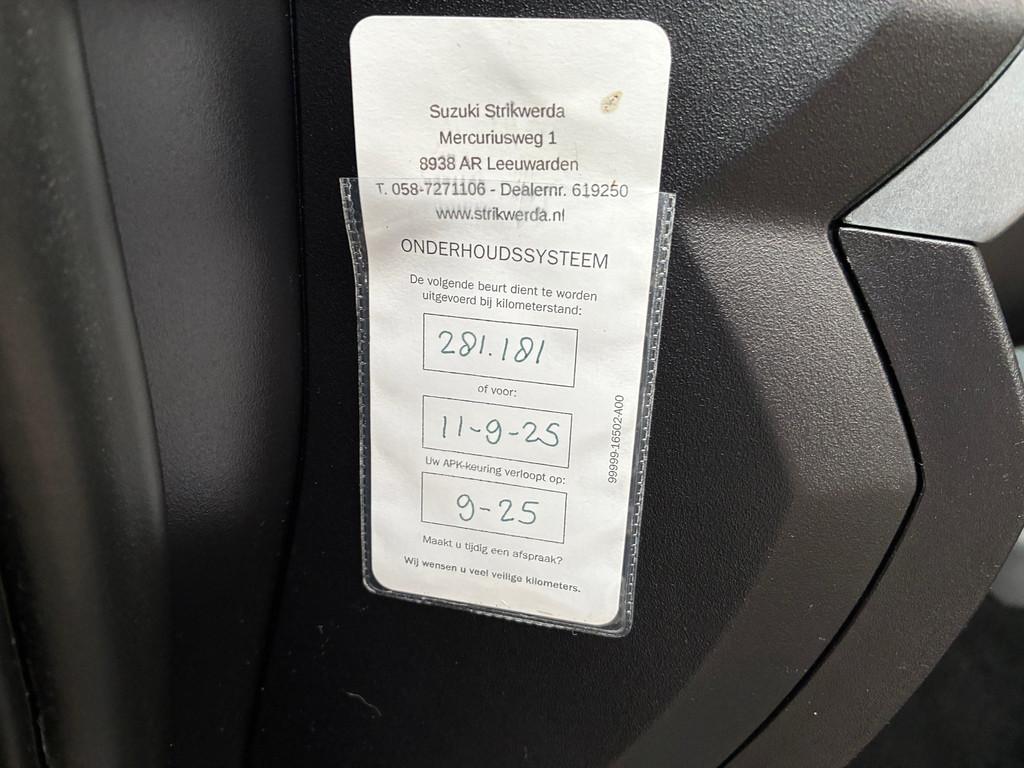 Suzuki Strikwerda
Mercuriusweg 1
8938 AR Leeuwarden
T. 058-7271106 - Dealernr. 619250
www.strikwerda.nl
ONDERHOUDSSYSTEEM
De volgende beurt dient te worden
uitgevoerd bij kilometerstand:
281.181
of voor:
11-9-25
Uw APK-keuring verloopt op:
9-25
Maakt u tijdig een afspraak?
Wij wensen u veel veilige kilometers.
99999-16502-A00